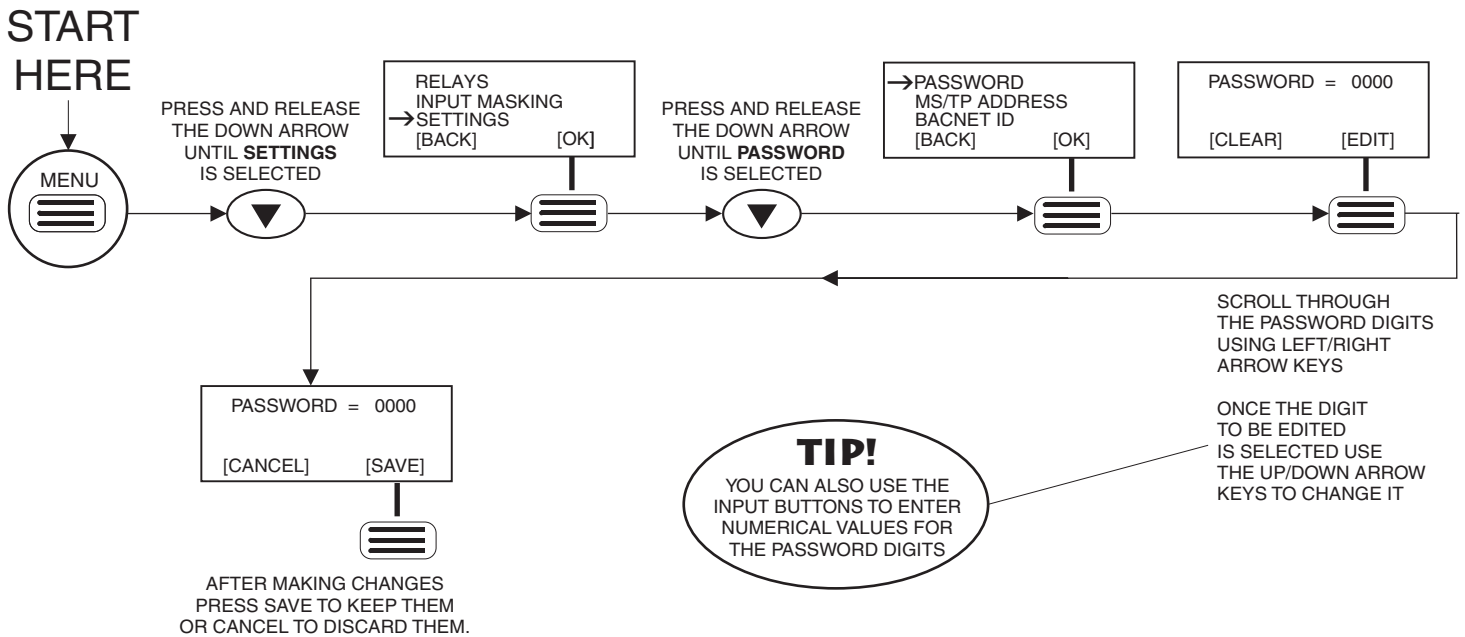 START
HERE
MENU
PRESS AND RELEASE
THE DOWN ARROW
UNTIL SETTINGS
IS SELECTED
RELAYS
INPUT MASKING
→SETTINGS
[BACK] [OK]
PRESS AND RELEASE
THE DOWN ARROW
UNTIL PASSWORD
IS SELECTED
→PASSWORD
MS/TP ADDRESS
BACNET ID
[BACK] [OK]
PASSWORD = 0000
[CLEAR] [EDIT]
SCROLL THROUGH
THE PASSWORD DIGITS
USING LEFT/RIGHT
ARROW KEYS
ONCE THE DIGIT
TO BE EDITED
IS SELECTED USE
THE UP/DOWN ARROW
KEYS TO CHANGE IT
TIP!
YOU CAN ALSO USE THE
INPUT BUTTONS TO ENTER
NUMERICAL VALUES FOR
THE PASSWORD DIGITS
PASSWORD = 0000
[CANCEL] [SAVE]
AFTER MAKING CHANGES
PRESS SAVE TO KEEP THEM
OR CANCEL TO DISCARD THEM.